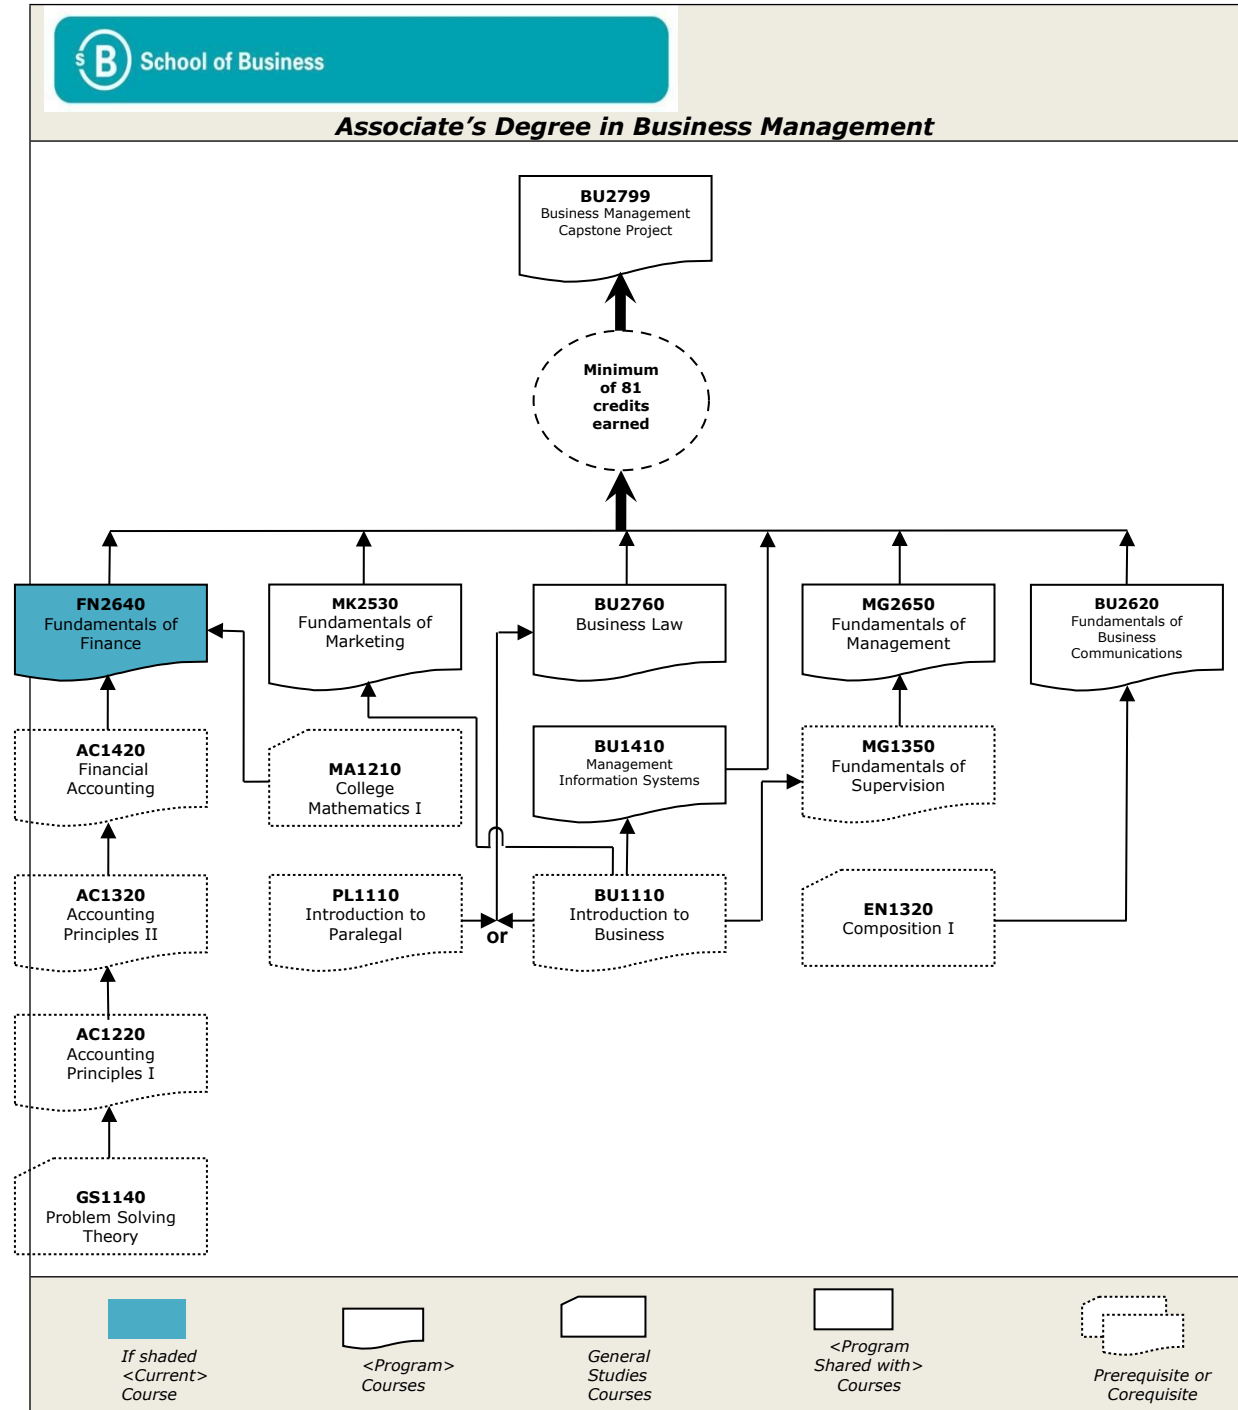 s B School of Business
Associate's Degree in Business Management
BU2799
Business Management
Capstone Project
Minimum
of 81
credits
earned
FN2640
Fundamentals of
Finance
MK2530
Fundamentals of
Marketing
BU2760
Business Law
MG2650
Fundamentals of
Management
BU2620
Fundamentals of
Business
Communications
AC1420
Financial
Accounting
MA1210
College
Mathematics I
BU1410
Management
Information Systems
MG1350
Fundamentals of
Supervision
AC1320
Accounting
Principles II
PL1110
Introduction to
Paralegal
or
BU1110
Introduction to
Business
EN1320
Composition I
AC1220
Accounting
Principles I
GS1140
Problem Solving
Theory
If shaded
<Current>
Course
<Program>
Courses
General
Studies
Courses
<Program
Shared with>
Courses
Prerequisite or
Corequisite